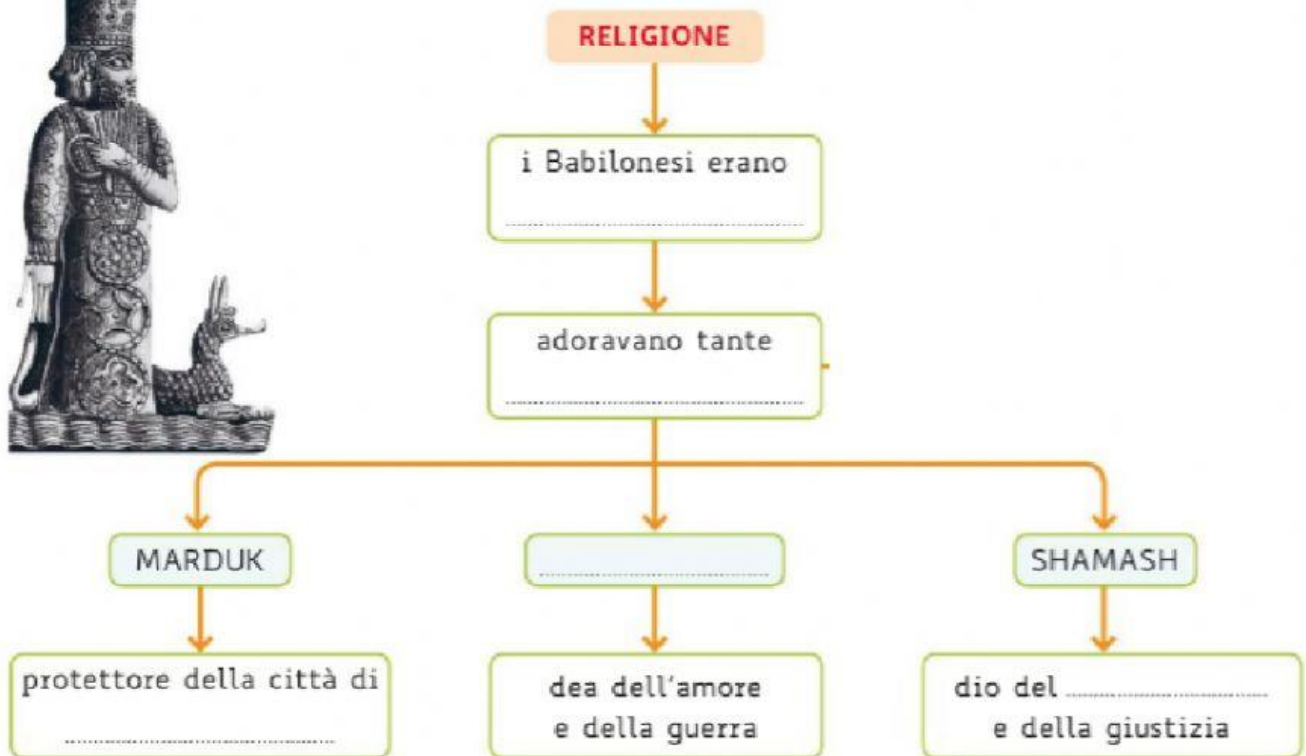 RELIGIONE
i Babilonesi erano
adoravano tante
MARDUK
SHAMASH
protettore della città di
dea dell'amore
e della guerra
dio del ........................
e della giustizia